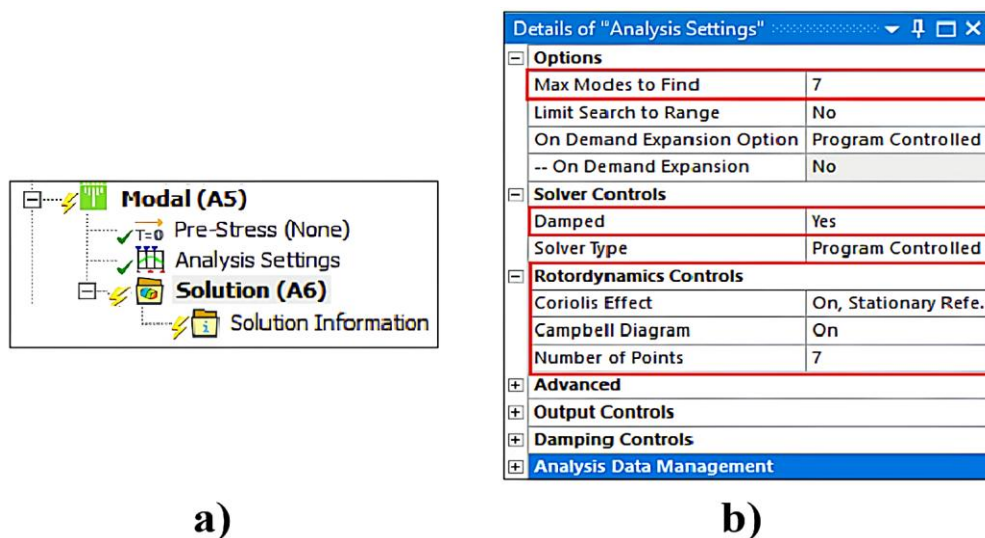 Modal (A5)
T=0 Pre-Stress (None)
Analysis Settings
Solution (A6)
Solution Information
a)
Details of "Analysis Settings"
Options
Max Modes to Find 7
Limit Search to Range No
On Demand Expansion Option Program Controlled
-- On Demand Expansion No
Solver Controls
Damped Yes
Solver Type Program Controlled
Rotordynamics Controls
Coriolis Effect On, Stationary Refe.
Campbell Diagram On
Number of Points 7
Advanced
Output Controls
Damping Controls
Analysis Data Management
b)